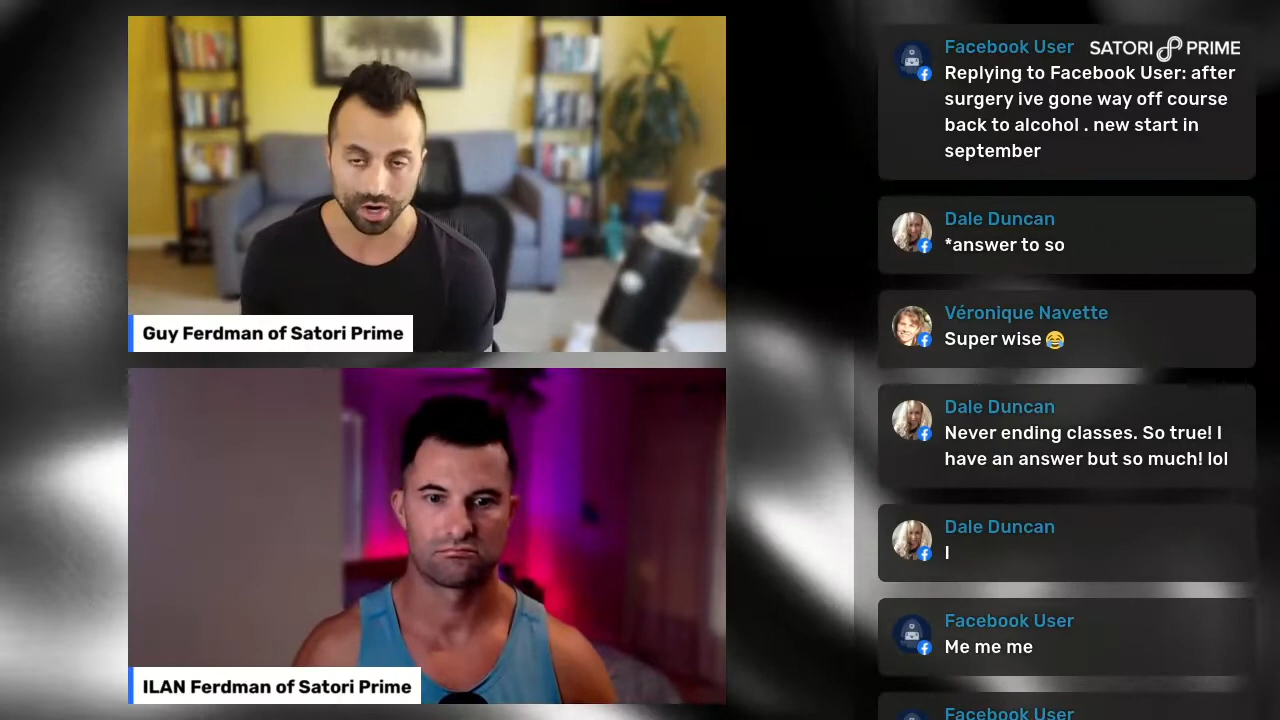 Guy Ferdman of Satori Prime
ILAN Ferdman of Satori Prime
SATORI PRIME
Facebook User
Replying to Facebook User: after
surgery ive gone way off course
back to alcohol . new start in
september
Dale Duncan
*answer to so
Véronique Navette
Super wise 😂
Dale Duncan
Never ending classes. So true! I
have an answer but so much! lol
Dale Duncan
I
Facebook User
Me me me
Facebook User